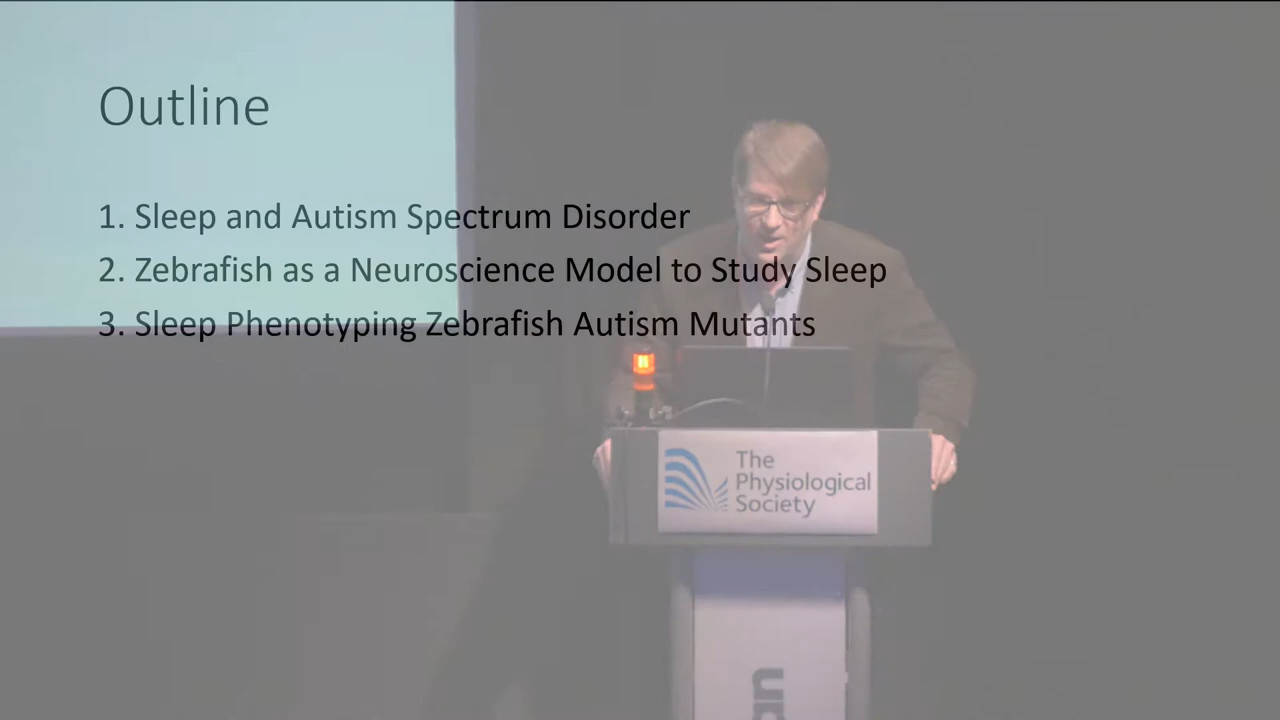 Outline
1. Sleep and Autism Spectrum Disorder
2. Zebrafish as a Neuroscience Model to Study Sleep
3. Sleep Phenotyping Zebrafish Autism Mutants
The
Physiological
Society